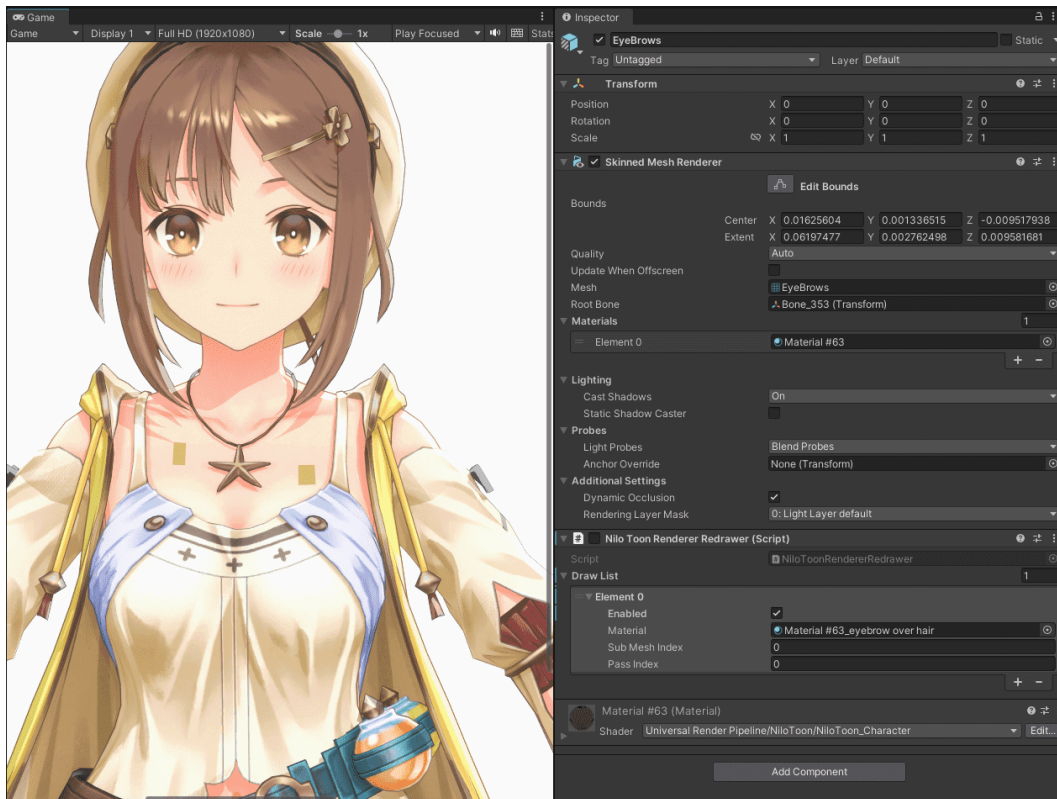 Game
Game Display 1 Full HD (1920x1080) Scale 1x Play Focused Stats
Inspector
EyeBrows Static
Tag Untagged Layer Default
Transform
Position X 0 Y 0 Z 0
Rotation X 0 Y 0 Z 0
Scale X 1 Y 1 Z 1
Skinned Mesh Renderer
Edit Bounds
Bounds
Center X 0.01625604 Y 0.001336515 Z -0.009517938
Extent X 0.06197477 Y 0.002762498 Z 0.009581681
Quality Auto
Update When Offscreen
Mesh EyeBrows
Root Bone Bone_353 (Transform)
Materials 1
Element 0 Material #63
+ −
Lighting
Cast Shadows On
Static Shadow Caster
Probes
Light Probes Blend Probes
Anchor Override None (Transform)
Additional Settings
Dynamic Occlusion
Rendering Layer Mask 0: Light Layer default
# Nilo Toon Renderer Redrawer (Script)
Script NiloToonRendererRedrawer
Draw List 1
Element 0
Enabled
Material Material #63_eyebrow over hair
Sub Mesh Index 0
Pass Index 0
+ −
Material #63 (Material)
Shader Universal Render Pipeline/NiloToon/NiloToon_Character Edit...
Add Component